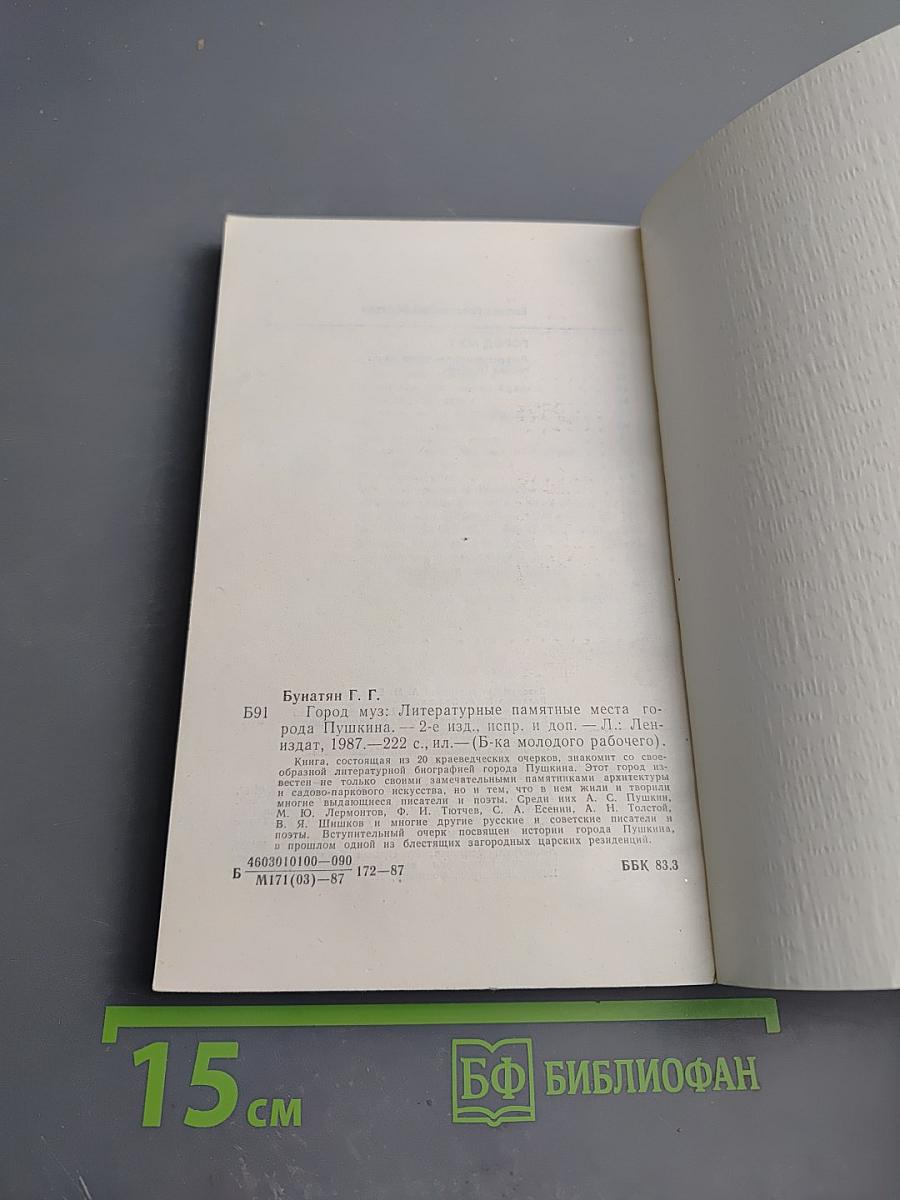 Бунатян Г. Г.
Б91 Город муз: Литературные памятные места го-
рода Пушкина. — 2-е изд., испр. и доп. — Л.: Лен-
издат, 1987.—222 с., ил.—(Б-ка молодого рабочего).
Книга, состоящая из 20 краеведческих очерков, знакомит со свое-
образной литературной биографией города Пушкина. Этот город из-
вестен не только своими замечательными памятниками архитектуры
и садово-паркового искусства, но и тем, что в нем жили и творили
многие выдающиеся писатели и поэты. Среди них А. С. Пушкин,
М. Ю. Лермонтов, Ф. И. Тютчев, С. А. Есенин, А. Н. Толстой,
В. Я. Шишков и многие другие русские и советские писатели и
поэты. Вступительный очерк посвящен истории города Пушкина,
в прошлом одной из блестящих загородных царских резиденций.
4603010100—090
Б 172—87 ББК 83.3
М171(03)—87
15 см БФ БИБЛИОФАН